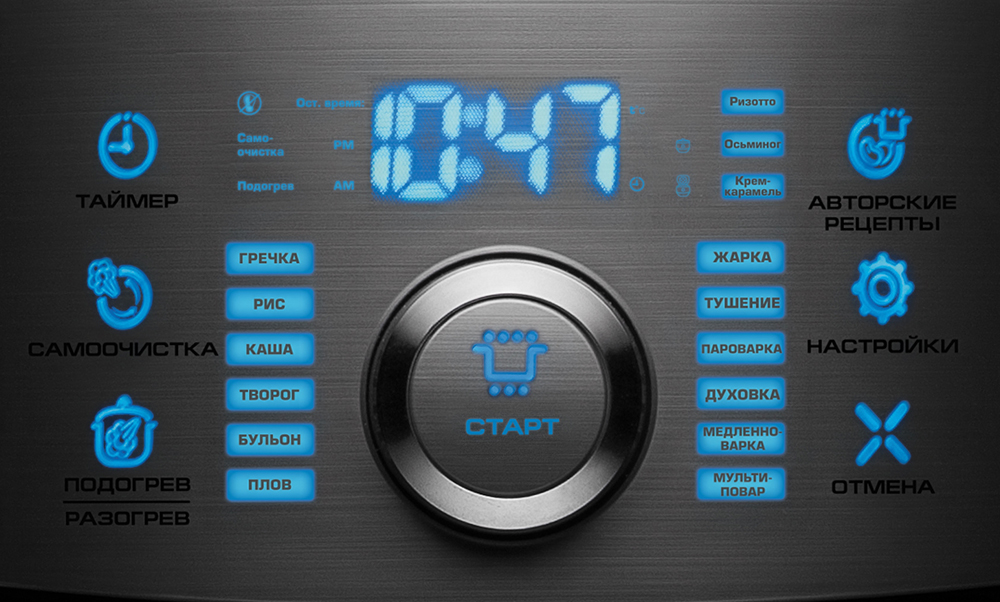 Ост. время:
10:47
Само-
очистка
PM
Подогрев
AM
Ризотто
Осьминог
Крем-
карамель
ТАЙМЕР
АВТОРСКИЕ
РЕЦЕПТЫ
САМООЧИСТКА
ПОДОГРЕВ
РАЗОГРЕВ
ГРЕЧКА
РИС
КАША
ТВОРОГ
БУЛЬОН
ПЛОВ
СТАРТ
ЖАРКА
ТУШЕНИЕ
ПАРОВАРКА
ДУХОВКА
МЕДЛЕННО-
ВАРКА
МУЛЬТИ-
ПОВАР
НАСТРОЙКИ
ОТМЕНА